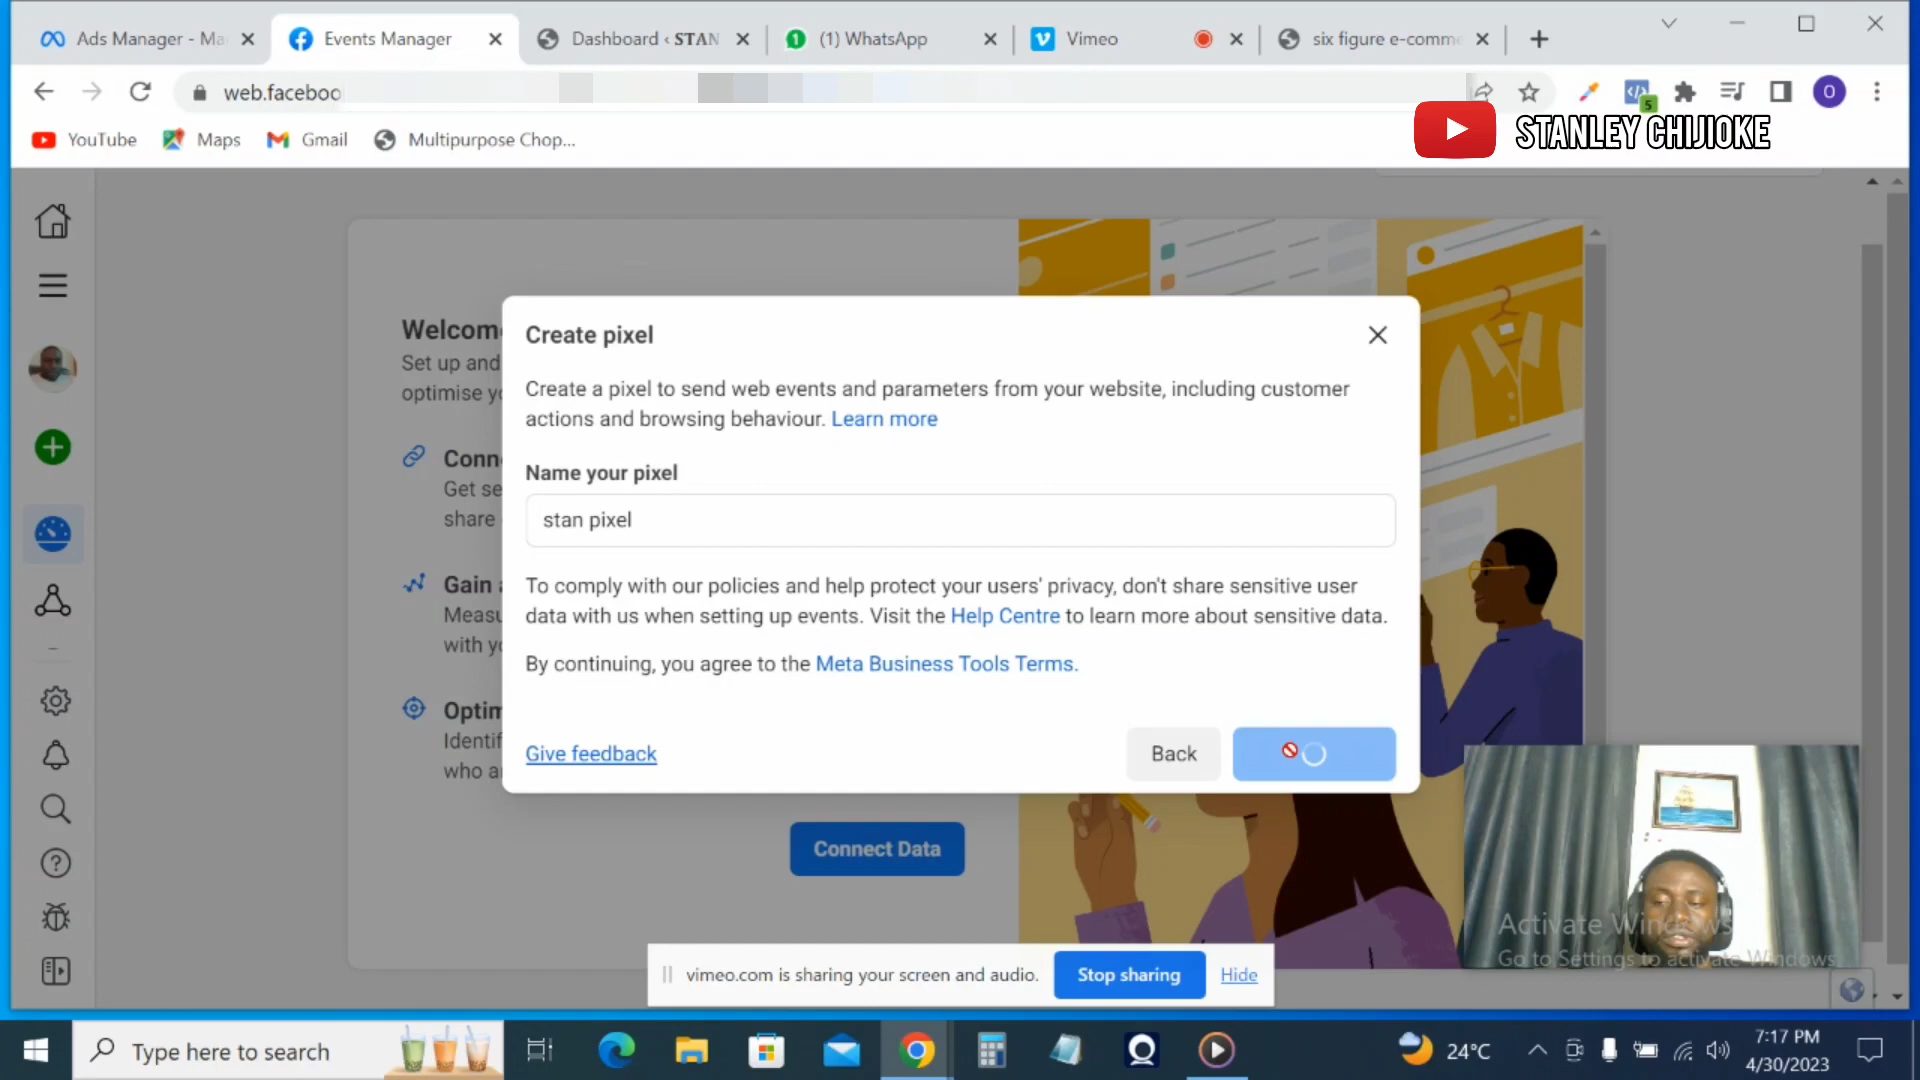 Ads Manager - Ma
Events Manager
Dashboard ‹ STAN
1
(1) WhatsApp
Vimeo
six figure e-comme
web.faceboo
5
O
YouTube
Maps
Gmail
Multipurpose Chop...
STANLEY CHIJIOKE
Welcom
Set up and
optimise yo
Conn
Get se
share
Gain a
Measu
with yo
Optim
Identif
who a
Connect Data
Create pixel
Create a pixel to send web events and parameters from your website, including customer
actions and browsing behaviour. Learn more
Name your pixel
stan pixel
To comply with our policies and help protect your users' privacy, don't share sensitive user
data with us when setting up events. Visit the Help Centre to learn more about sensitive data.
By continuing, you agree to the Meta Business Tools Terms.
Give feedback
Back
Activate Windows
Go to Settings to activate Windows.
vimeo.com is sharing your screen and audio.
Stop sharing
Hide
Type here to search
24°C
7:17 PM
4/30/2023